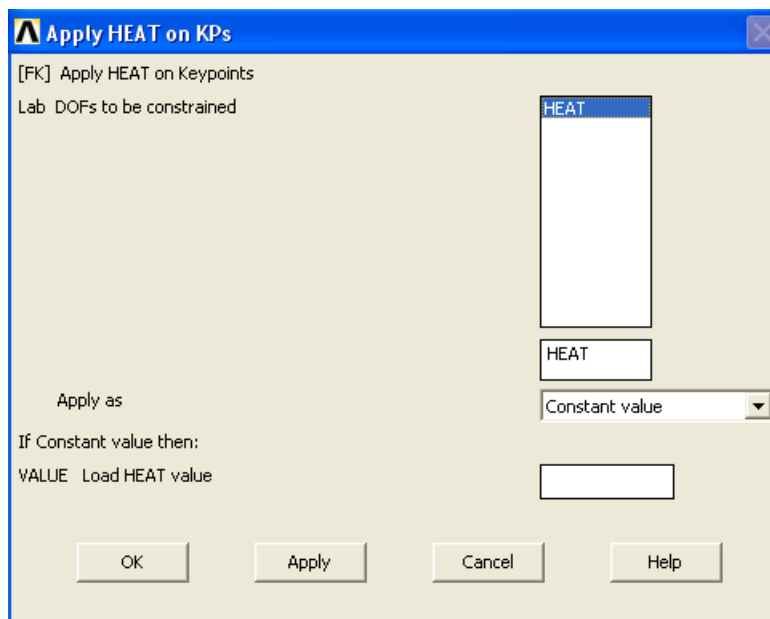 Apply HEAT on KPs
[FK] Apply HEAT on Keypoints
Lab DOFs to be constrained
HEAT
HEAT
Apply as
Constant value
If Constant value then:
VALUE Load HEAT value
OK Apply Cancel Help